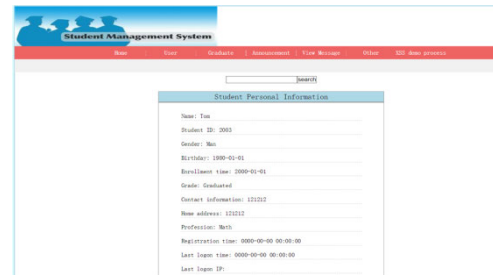 Student Management System
Home | User | Graduate | Announcement | View Message | Other XSS demo process
search
Student Personal Information
Name: Tom
Student ID: 2003
Gender: Man
Birthday: 1980-01-01
Enrollment time: 2000-01-01
Grade: Graduated
Contact information: 121212
Home address: 121212
Profession: Math
Registration time: 0000-00-00 00:00:00
Last logon time: 0000-00-00 00:00:00
Last logon IP: